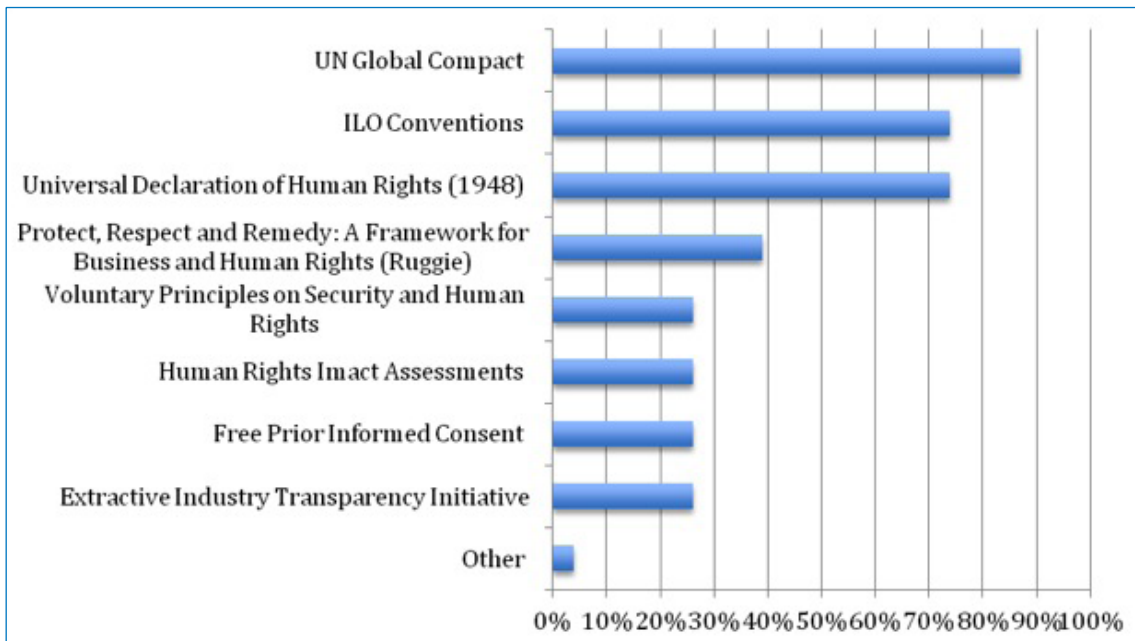 UN Global Compact
ILO Conventions
Universal Declaration of Human Rights (1948)
Protect, Respect and Remedy: A Framework for
Business and Human Rights (Ruggie)
Voluntary Principles on Security and Human
Rights
Human Rights Imact Assessments
Free Prior Informed Consent
Extractive Industry Transparency Initiative
Other
0% 10% 20% 30% 40% 50% 60% 70% 80% 90% 100%